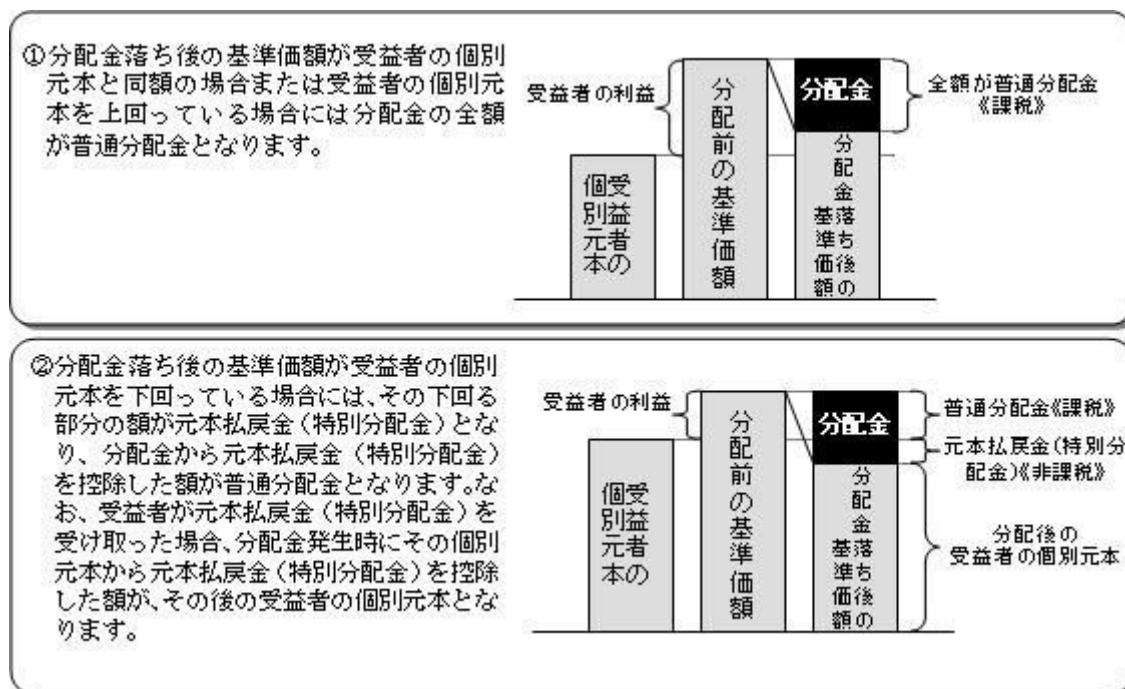 ①分配金落ち後の基準価額が受益者の個別
元本と同額の場合または受益者の個別元
本を上回っている場合には分配金の全額
が普通分配金となります。
受益者の利益
受益者の
個別元本
分配前の基準価額
分配金
分配金落ち後の
基準価額
全額が普通分配金
《課税》
②分配金落ち後の基準価額が受益者の個別
元本を下回っている場合には、その下回る
部分の額が元本払戻金(特別分配金)とな
り、分配金から元本払戻金(特別分配金)
を控除した額が普通分配金となります。な
お、受益者が元本払戻金(特別分配金)を
受け取った場合、分配金発生時にその個別
元本から元本払戻金(特別分配金)を控除
した額が、その後の受益者の個別元本とな
ります。
受益者の利益
受益者の
個別元本
分配前の基準価額
分配金
分配金落ち後の
基準価額
普通分配金《課税》
元本払戻金(特別分
配金)《非課税》
分配後の
受益者の個別元本